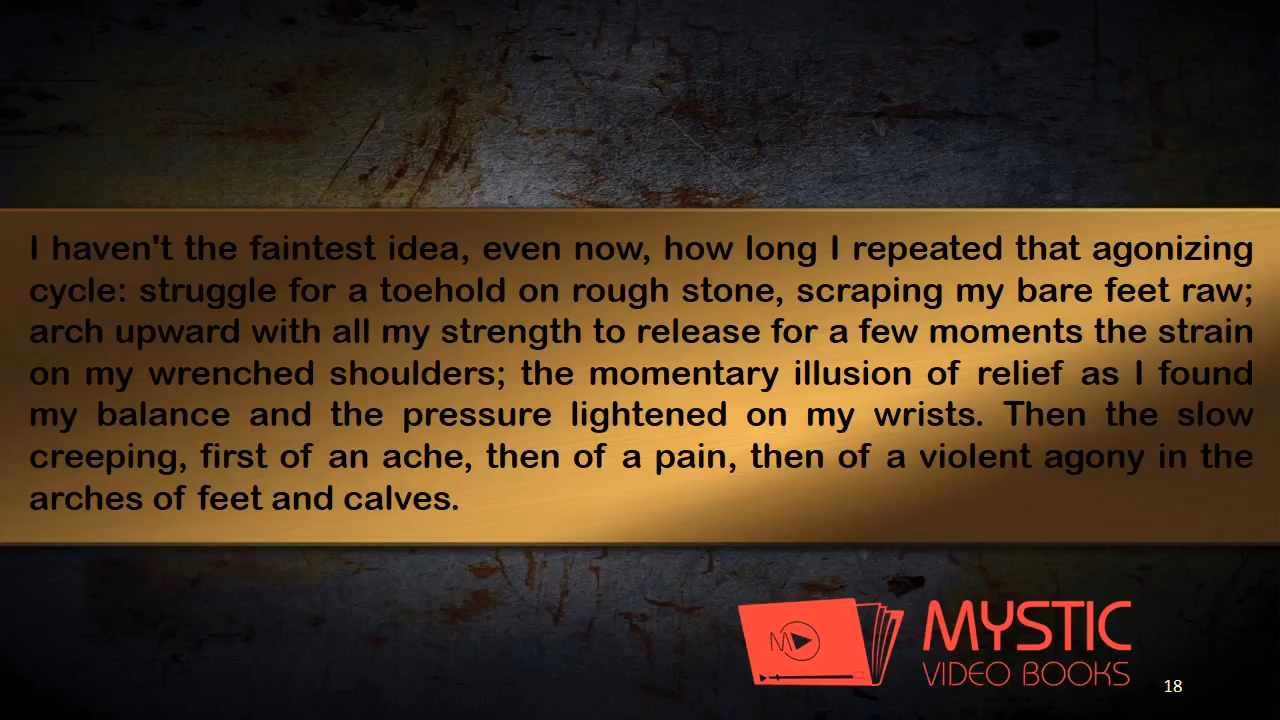 I haven't the faintest idea, even now, how long I repeated that agonizing
cycle: struggle for a toehold on rough stone, scraping my bare feet raw;
arch upward with all my strength to release for a few moments the strain
on my wrenched shoulders; the momentary illusion of relief as I found
my balance and the pressure lightened on my wrists. Then the slow
creeping, first of an ache, then of a pain, then of a violent agony in the
arches of feet and calves.
M
MYSTIC
VIDEO BOOKS
18